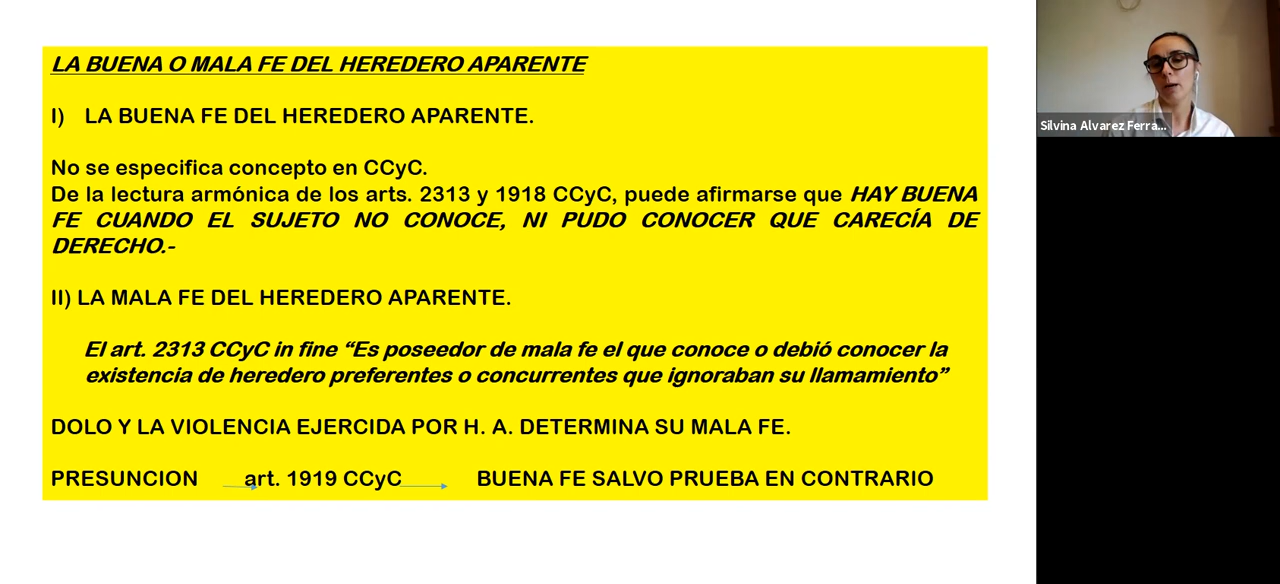 LA BUENA O MALA FE DEL HEREDERO APARENTE
I) LA BUENA FE DEL HEREDERO APARENTE.
No se especifica concepto en CCyC.
De la lectura armónica de los arts. 2313 y 1918 CCyC, puede afirmarse que HAY BUENA
FE CUANDO EL SUJETO NO CONOCE, NI PUDO CONOCER QUE CARECÍA DE
DERECHO.-
II) LA MALA FE DEL HEREDERO APARENTE.
El art. 2313 CCyC in fine “Es poseedor de mala fe el que conoce o debió conocer la
existencia de heredero preferentes o concurrentes que ignoraban su llamamiento”
DOLO Y LA VIOLENCIA EJERCIDA POR H. A. DETERMINA SU MALA FE.
PRESUNCION art. 1919 CCyC BUENA FE SALVO PRUEBA EN CONTRARIO
Silvina Alvarez Ferra...